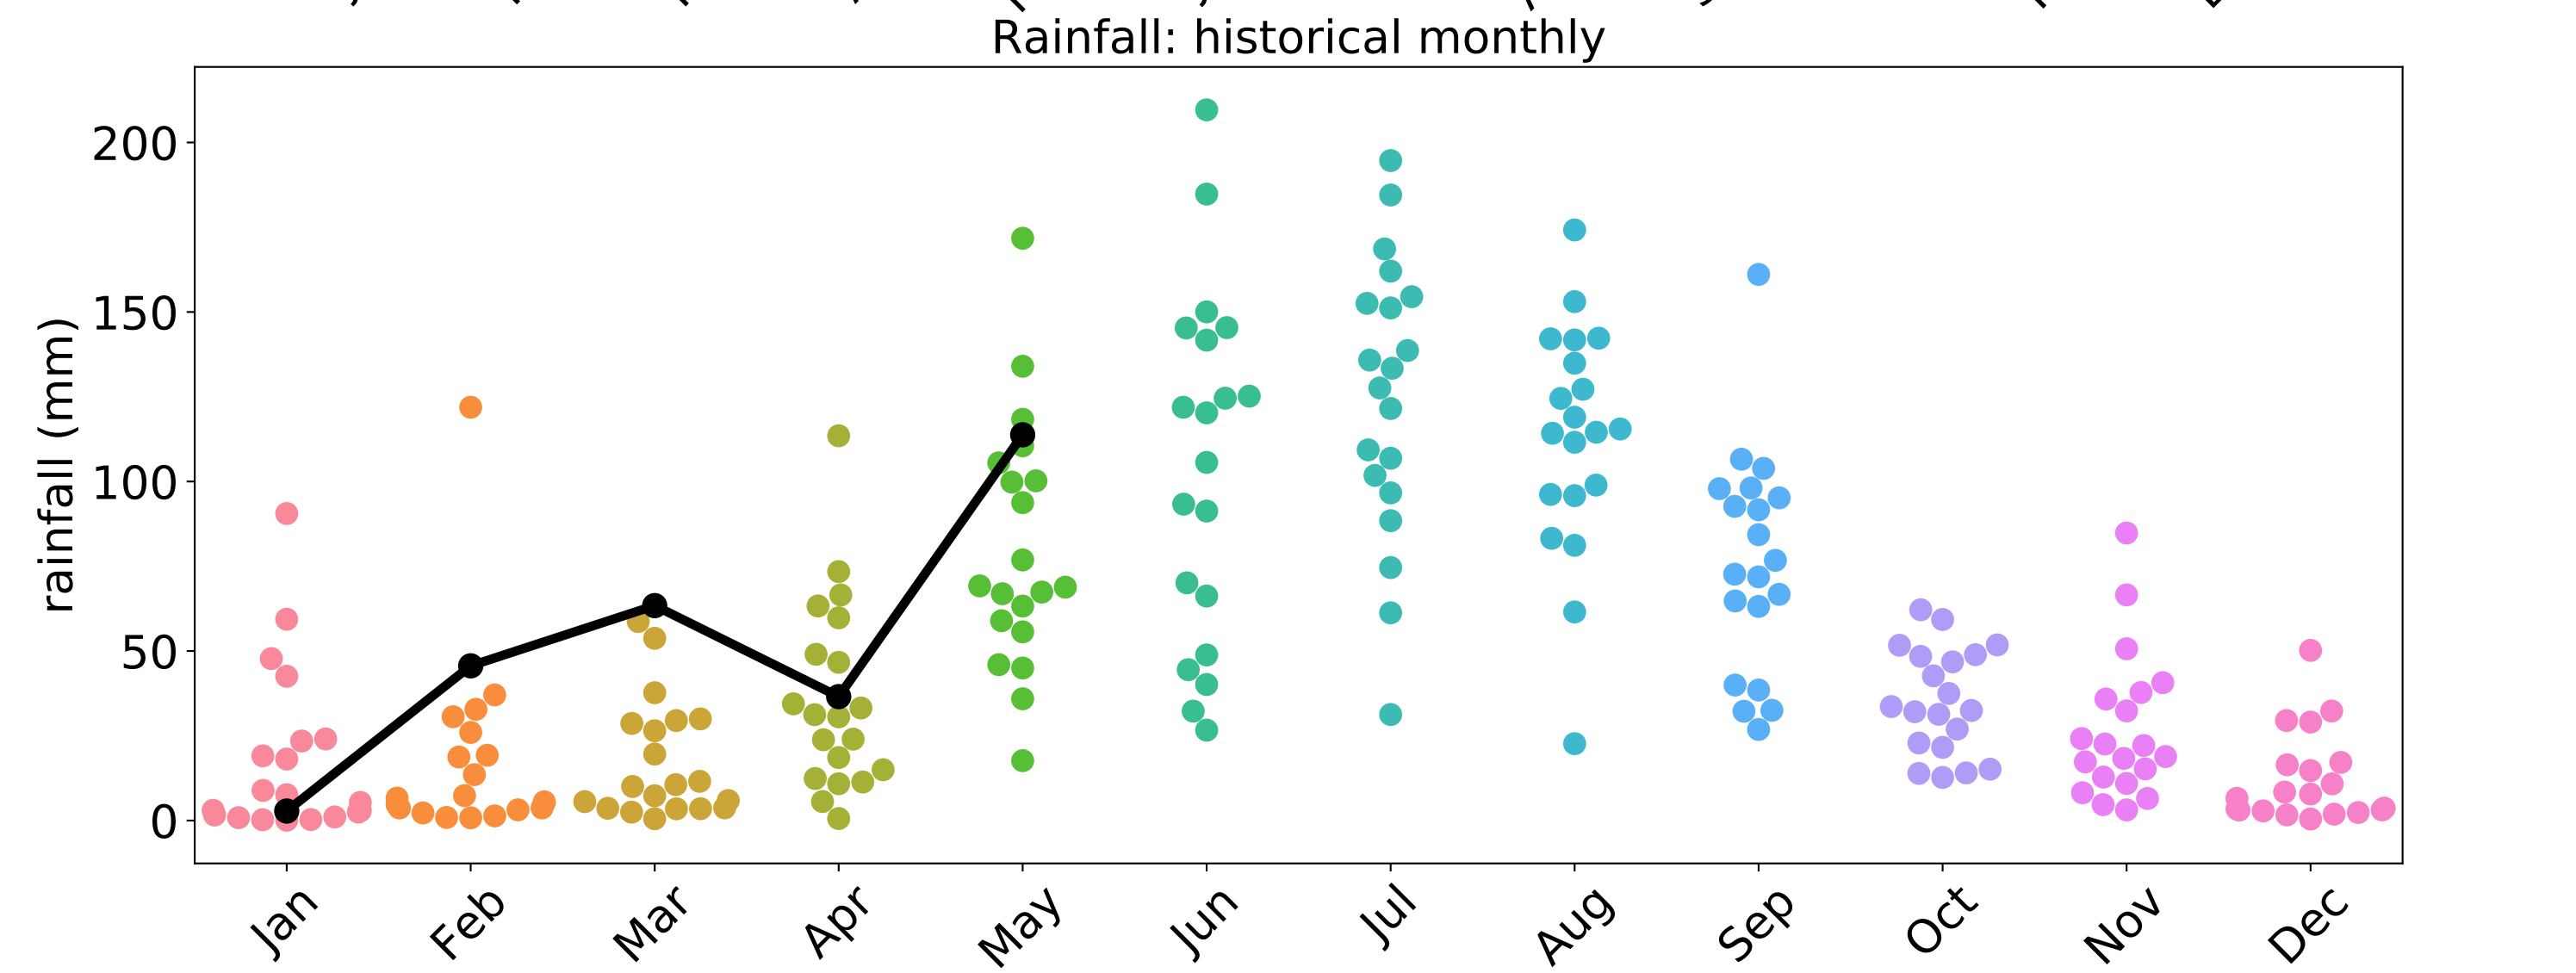 Rainfall: historical monthly
rainfall (mm)
200
150
100
50
0
Jan
Feb
Mar
Apr
May
Jun
Jul
Aug
Sep
Oct
Nov
Dec